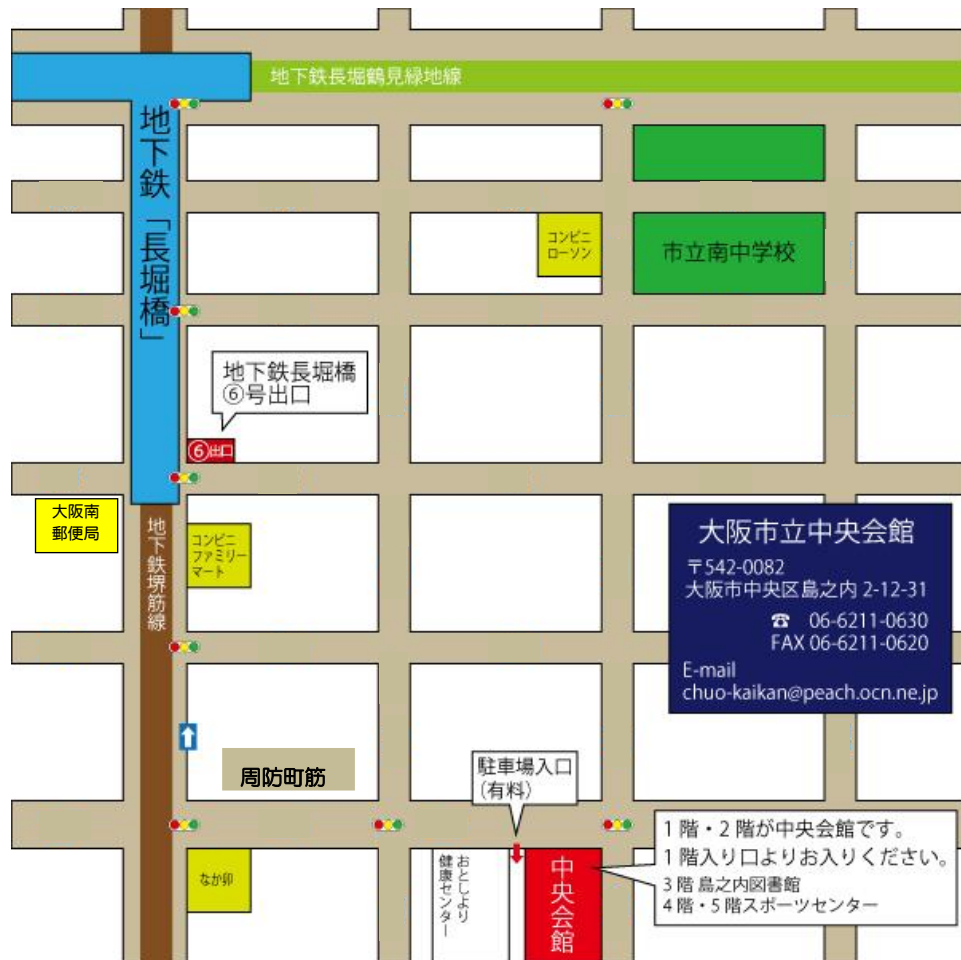 地下鉄長堀鶴見緑地線
地下鉄「長堀橋」
コンビニ
ローソン
市立南中学校
地下鉄長堀橋
⑥号出口
⑥出口
大阪南
郵便局
地下鉄堺筋線
コンビニ
ファミリー
マート
大阪市立中央会館
〒542-0082
大阪市中央区島之内 2-12-31
☎ 06-6211-0630
FAX 06-6211-0620
E-mail
chuo-kaikan@peach.ocn.ne.jp
周防町筋
駐車場入口
(有料)
1 階・2 階が中央会館です。
1 階入り口よりお入りください。
3 階 島之内図書館
4 階・5 階スポーツセンター
なか卯
おとしより
健康センター
中央会館